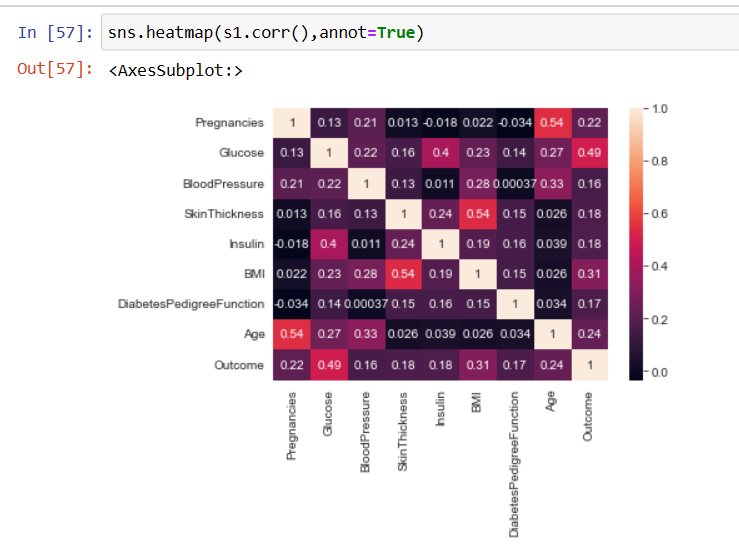 In [57]: sns.heatmap(s1.corr(),annot=True)
Out[57]: <AxesSubplot:>
Pregnancies 1 0.13 0.21 0.013 -0.018 0.022 -0.034 0.54 0.22
Glucose 0.13 1 0.22 0.16 0.4 0.23 0.14 0.27 0.49
BloodPressure 0.21 0.22 1 0.13 0.011 0.28 0.00037 0.33 0.16
SkinThickness 0.013 0.16 0.13 1 0.24 0.54 0.15 0.026 0.18
Insulin -0.018 0.4 0.011 0.24 1 0.19 0.16 0.039 0.18
BMI 0.022 0.23 0.28 0.54 0.19 1 0.15 0.026 0.31
DiabetesPedigreeFunction -0.034 0.14 0.00037 0.15 0.16 0.15 1 0.034 0.17
Age 0.54 0.27 0.33 0.026 0.039 0.026 0.034 1 0.24
Outcome 0.22 0.49 0.16 0.18 0.18 0.31 0.17 0.24 1
Pregnancies
Glucose
BloodPressure
SkinThickness
Insulin
BMI
DiabetesPedigreeFunction
Age
Outcome
1.0
0.8
0.6
0.4
0.2
0.0